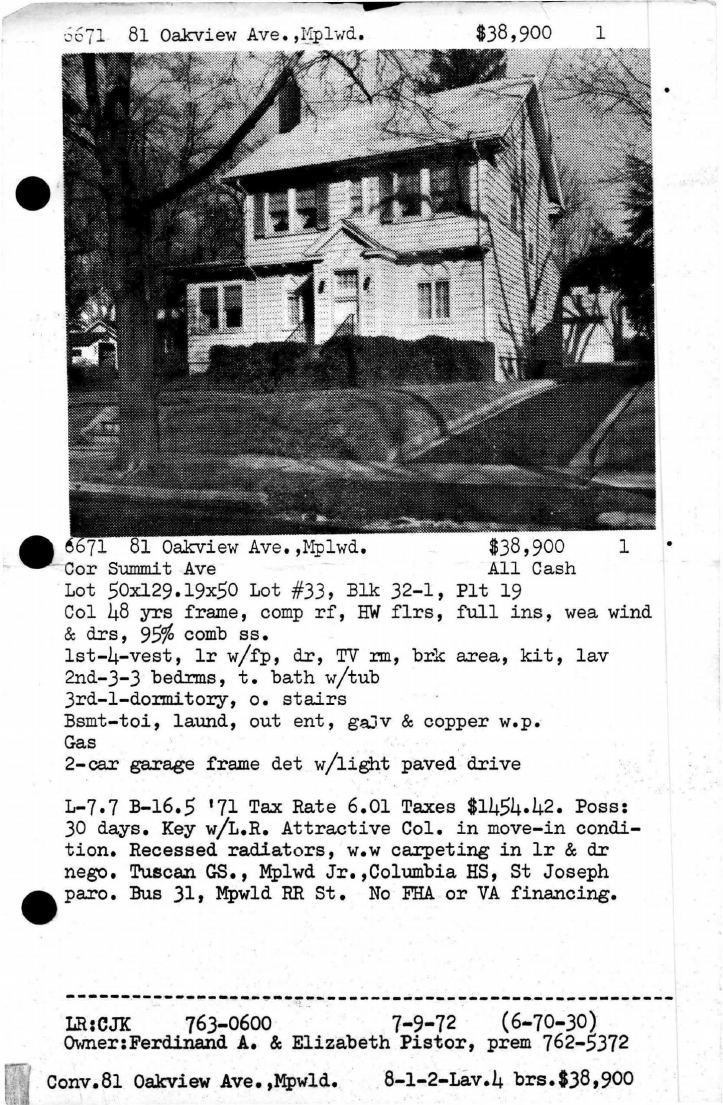 6671 81 Oakview Ave.,Mplwd. $38,900 1
6671 81 Oakview Ave.,Mplwd. $38,900 1
Cor Summit Ave All Cash
Lot 50x129.19x50 Lot #33, Blk 32-1, Plt 19
Col 48 yrs frame, comp rf, HW flrs, full ins, wea wind
& drs, 95% comb ss.
1st-4-vest, lr w/fp, dr, TV rm, brk area, kit, lav
2nd-3-3 bedrms, t. bath w/tub
3rd-1-dormitory, o. stairs
Bsmt-toi, laund, out ent, galv & copper w.p.
Gas
2-car garage frame det w/light paved drive
L-7.7 B-16.5 '71 Tax Rate 6.01 Taxes $1454.42. Poss:
30 days. Key w/L.R. Attractive Col. in move-in condi-
tion. Recessed radiators, w.w carpeting in lr & dr
nego. Tuscan GS., Mplwd Jr.,Columbia HS, St Joseph
paro. Bus 31, Mpwld RR St. No FHA or VA financing.
LR:CJK 763-0600 7-9-72 (6-70-30)
Owner:Ferdinand A. & Elizabeth Pistor, prem 762-5372
Conv.81 Oakview Ave.,Mpwld. 8-1-2-Lav.4 brs.$38,900